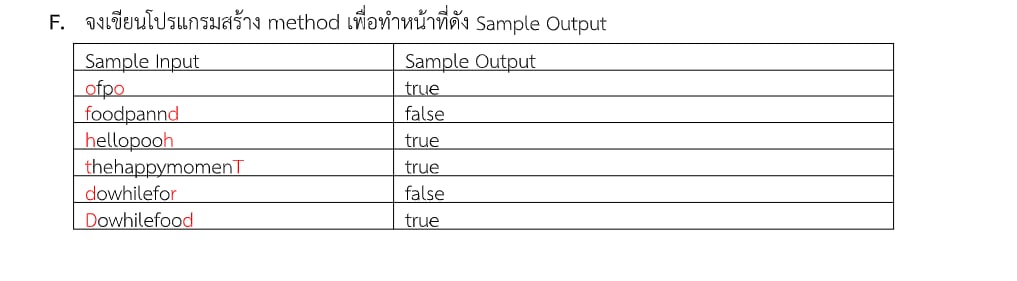 F. จงเขียนโปรแกรมสร้าง method เพื่อทำหน้าที่ดัง Sample Output
Sample Input Sample Output
ofpo true
foodpannd false
hellopooh true
thehappymomenT true
dowhilefor false
Dowhilefood true